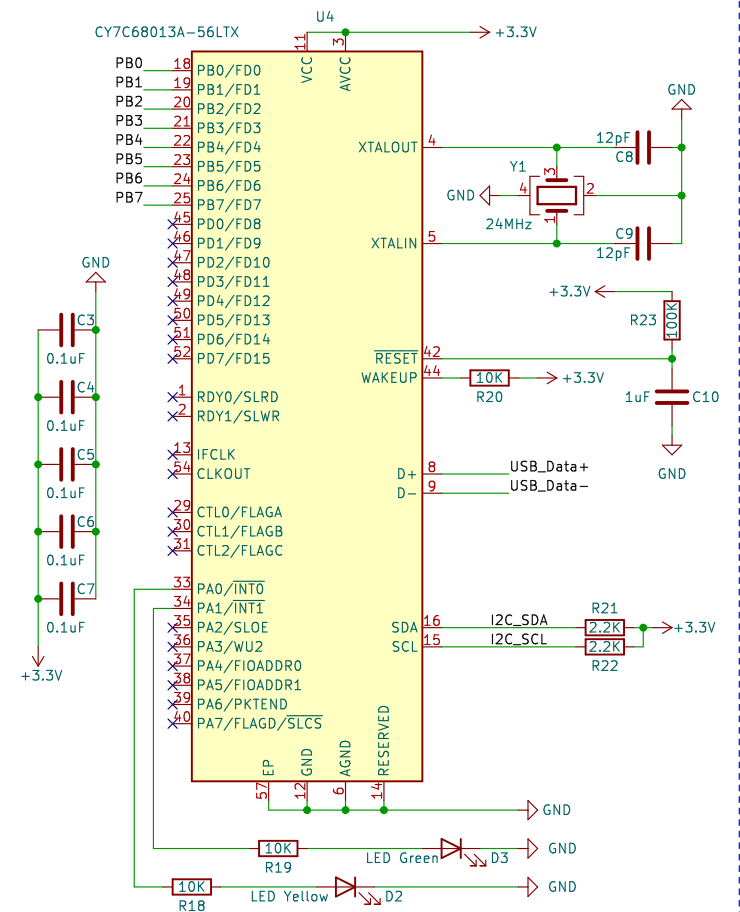 U4
CY7C68013A-56LTX
+3.3V
11
3
VCC
AVCC
PB0 18 PB0/FD0
PB1 19 PB1/FD1
PB2 20 PB2/FD2
PB3 21 PB3/FD3
PB4 22 PB4/FD4
PB5 23 PB5/FD5
PB6 24 PB6/FD6
PB7 25 PB7/FD7
45 PD0/FD8
46 PD1/FD9
47 PD2/FD10
48 PD3/FD11
49 PD4/FD12
50 PD5/FD13
51 PD6/FD14
52 PD7/FD15
1 RDY0/SLRD
2 RDY1/SLWR
13 IFCLK
54 CLKOUT
29 CTL0/FLAGA
30 CTL1/FLAGB
31 CTL2/FLAGC
33 PA0/INT0
34 PA1/INT1
35 PA2/SLOE
36 PA3/WU2
37 PA4/FIOADDR0
38 PA5/FIOADDR1
39 PA6/PKTEND
40 PA7/FLAGD/SLCS
XTALOUT 4
XTALIN 5
RESET 42
WAKEUP 44
D+ 8 USB_Data+
D- 9 USB_Data-
SDA 16 I2C_SDA
SCL 15 I2C_SCL
EP
GND
AGND
RESERVED
57
12
6
14
GND
GND
12pF
C8
Y1
3
GND 4
2
1
24MHz
C9
12pF
+3.3V
R23
100K
10K
R20
+3.3V
1uF C10
GND
R21
2.2K
+3.3V
2.2K
R22
GND
C3
0.1uF
C4
0.1uF
C5
0.1uF
C6
0.1uF
C7
0.1uF
+3.3V
10K
R19
LED Green
D3
GND
10K
R18
LED Yellow
D2
GND